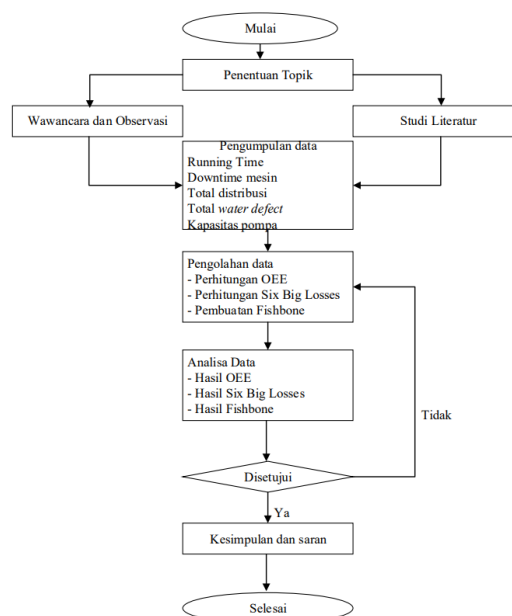 Mulai
Penentuan Topik
Wawancara dan Observasi
Studi Literatur
Pengumpulan data
Running Time
Downtime mesin
Total distribusi
Total water defect
Kapasitas pompa
Pengolahan data
- Perhitungan OEE
- Perhitungan Six Big Losses
- Pembuatan Fishbone
Analisa Data
- Hasil OEE
- Hasil Six Big Losses
- Hasil Fishbone
Tidak
Disetujui
Ya
Kesimpulan dan saran
Selesai